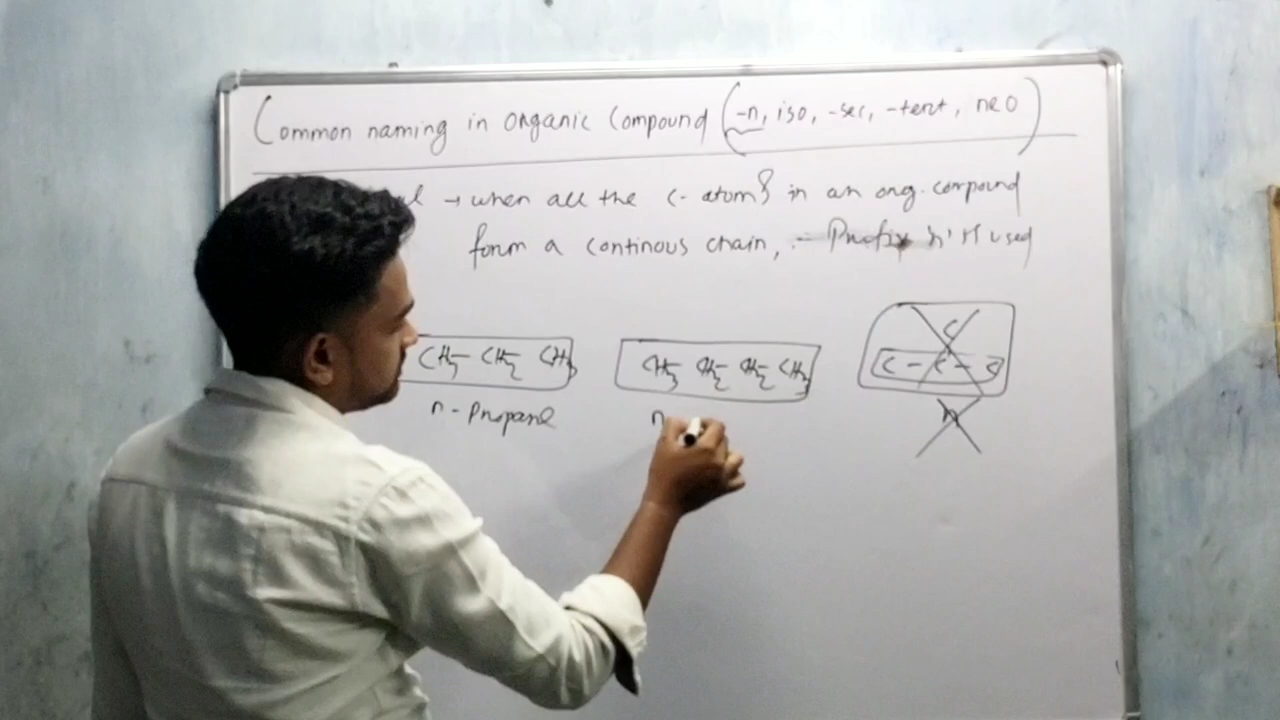 Common naming in organic Compound (-n, iso, -sec, -tert, neo)
→ when all the C-atoms in an org. compound
form a continous chain, - Prefix 'n' is used
CH3- CH2- CH3
CH3- CH2- CH2- CH3
C
C - C - C
n - Propane
n
n